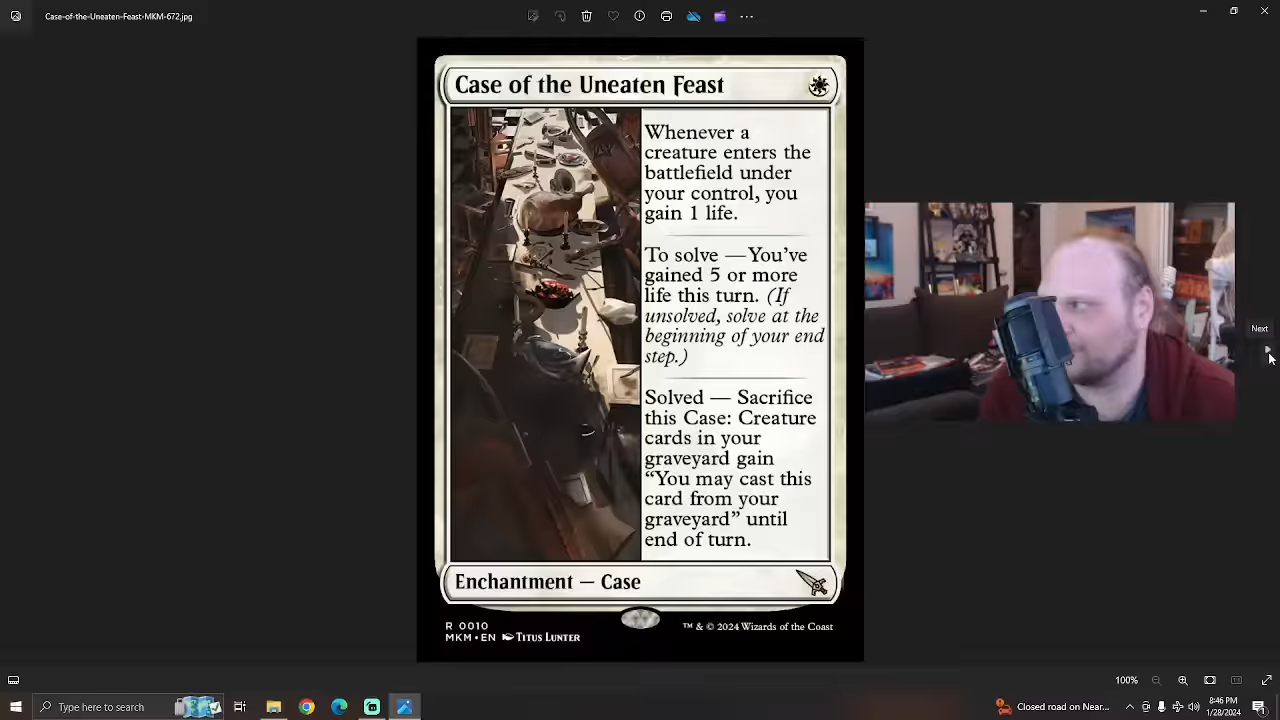 Case-of-the-Uneaten-Feast-MKM-672.jpg
Case of the Uneaten Feast
Whenever a
creature enters the
battlefield under
your control, you
gain 1 life.
To solve —You’ve
gained 5 or more
life this turn. (If
unsolved, solve at the
beginning of your end
step.)
Solved — Sacrifice
this Case: Creature
cards in your
graveyard gain
“You may cast this
card from your
graveyard” until
end of turn.
Enchantment — Case
R 0010
MKM • EN Titus Lunter
™ & © 2024 Wizards of the Coast
Next
100%
Type here to search
Closed road on Near...
8:46 PM
1/28/2024